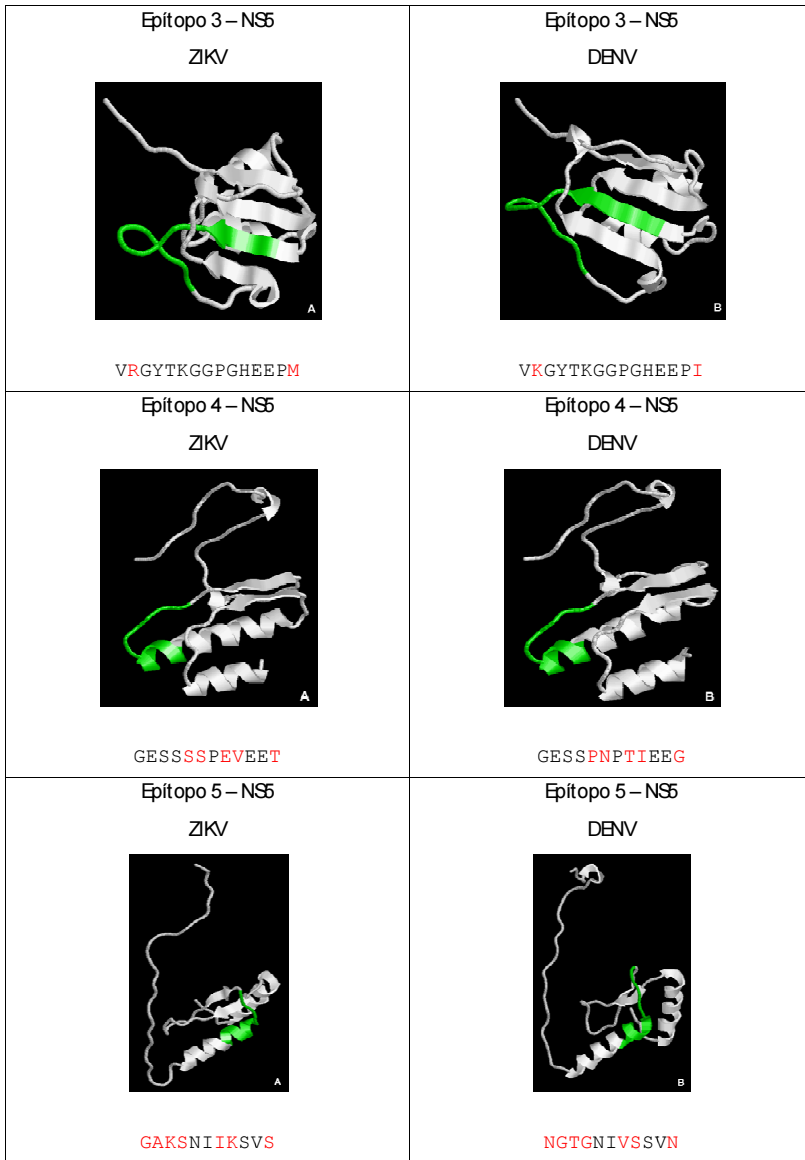 Epítopo 3 – NS5
ZIKV
A
VRGYTKGGPGHEEPM
Epítopo 3 – NS5
DENV
B
VKGYTKGGPGHEEPI
Epítopo 4 – NS5
ZIKV
A
GESSSSPEVEET
Epítopo 4 – NS5
DENV
B
GESSPNPTIEEG
Epítopo 5 – NS5
ZIKV
A
GAKSNIIKSVS
Epítopo 5 – NS5
DENV
B
NGTGNIVSSVN